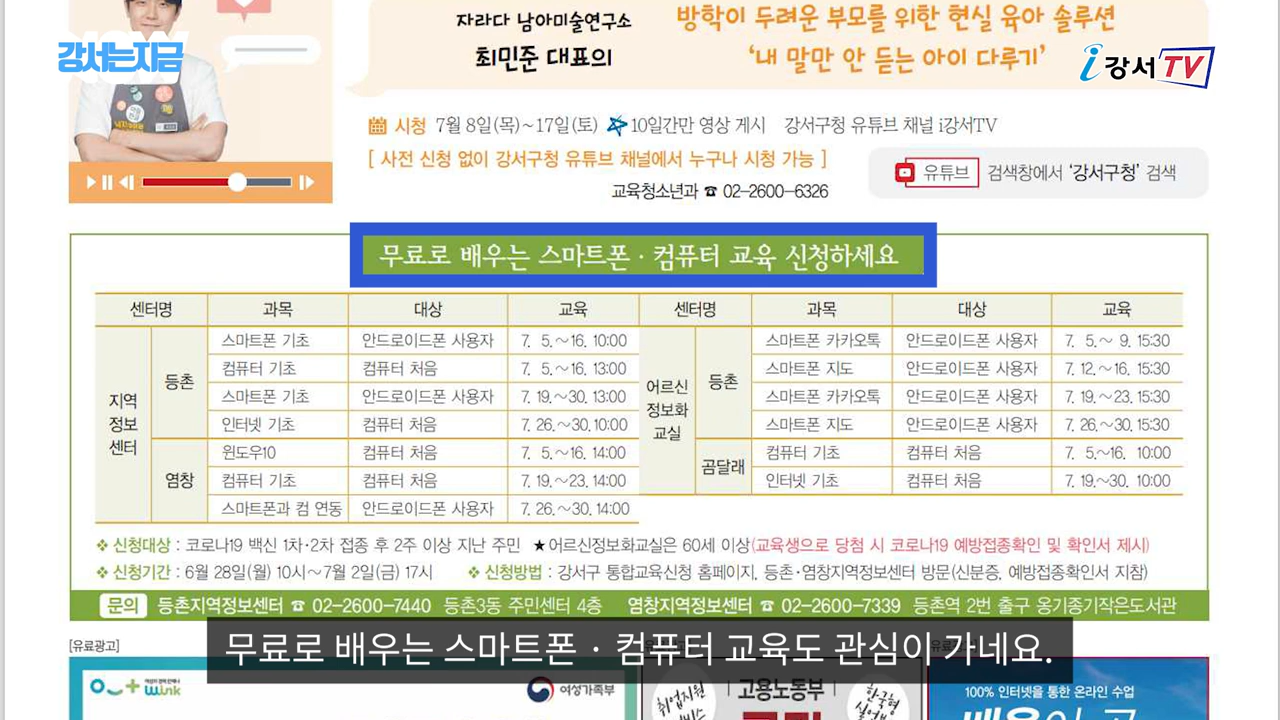 강서는지금
NOW
i강서TV
자라다 남아미술연구소
최민준 대표의
방학이 두려운 부모를 위한 현실 육아 솔루션
‘내 말만 안 듣는 아이 다루기’
시청 7월 8일(목)~17일(토) 10일간만 영상 게시 강서구청 유튜브 채널 i강서TV
[ 사전 신청 없이 강서구청 유튜브 채널에서 누구나 시청 가능 ]
교육청소년과 ☎ 02-2600-6326
유튜브 검색창에서 ‘강서구청’ 검색
무료로 배우는 스마트폰·컴퓨터 교육 신청하세요
센터명 과목 대상 교육
지역 정보 센터
등촌
스마트폰 기초 안드로이드폰 사용자 7. 5.~16. 10:00
컴퓨터 기초 컴퓨터 처음 7. 5.~16. 13:00
스마트폰 기초 안드로이드폰 사용자 7. 19.~30. 13:00
인터넷 기초 컴퓨터 처음 7. 26.~30. 10:00
염창
윈도우10 컴퓨터 처음 7. 5.~16. 14:00
컴퓨터 기초 컴퓨터 처음 7. 19.~23. 14:00
스마트폰과 컴 연동 안드로이드폰 사용자 7. 26.~30. 14:00
센터명 과목 대상 교육
어르신 정보화 교실
등촌
스마트폰 카카오톡 안드로이드폰 사용자 7. 5.~ 9. 15:30
스마트폰 지도 안드로이드폰 사용자 7. 12.~16. 15:30
스마트폰 카카오톡 안드로이드폰 사용자 7. 19.~23. 15:30
스마트폰 지도 안드로이드폰 사용자 7. 26.~30. 15:30
곰달래
컴퓨터 기초 컴퓨터 처음 7. 5.~16. 10:00
인터넷 기초 컴퓨터 처음 7. 19.~30. 10:00
❖ 신청대상 : 코로나19 백신 1차·2차 접종 후 2주 이상 지난 주민 ★어르신정보화교실은 60세 이상(교육생으로 당첨 시 코로나19 예방접종확인 및 확인서 제시)
❖ 신청기간 : 6월 28일(월) 10시~7월 2일(금) 17시 ❖ 신청방법 : 강서구 통합교육신청 홈페이지, 등촌·염창지역정보센터 방문(신분증, 예방접종확인서 지참)
문의 등촌지역정보센터 ☎ 02-2600-7440 등촌3동 주민센터 4층 염창지역정보센터 ☎ 02-2600-7339 등촌역 2번 출구 옹기종기작은도서관
[유료광고]
무료로 배우는 스마트폰·컴퓨터 교육도 관심이 가네요.
wink
여성가족부
취업지원
고용노동부
한국형
100% 인터넷을 통한 온라인 수업